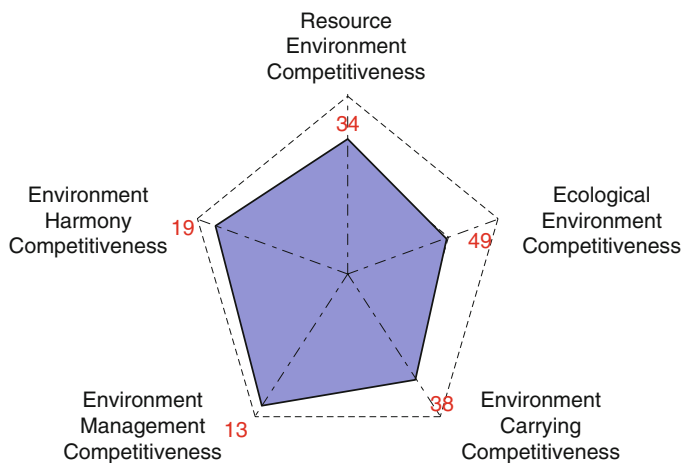 Resource
Environment
Competitiveness
34
Environment
Harmony
Competitiveness
19
Ecological
Environment
Competitiveness
49
Environment
Management
Competitiveness
13
38
Environment
Carrying
Competitiveness